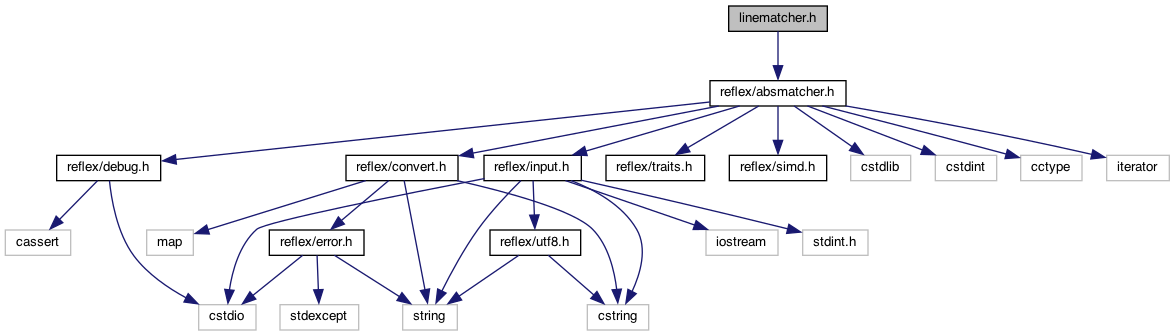 linematcher.h
reflex/absmatcher.h
reflex/debug.h
reflex/convert.h
reflex/input.h
reflex/traits.h
reflex/simd.h
cstdlib
cstdint
cctype
iterator
cassert
map
reflex/error.h
reflex/utf8.h
iostream
stdint.h
cstdio
stdexcept
string
cstring